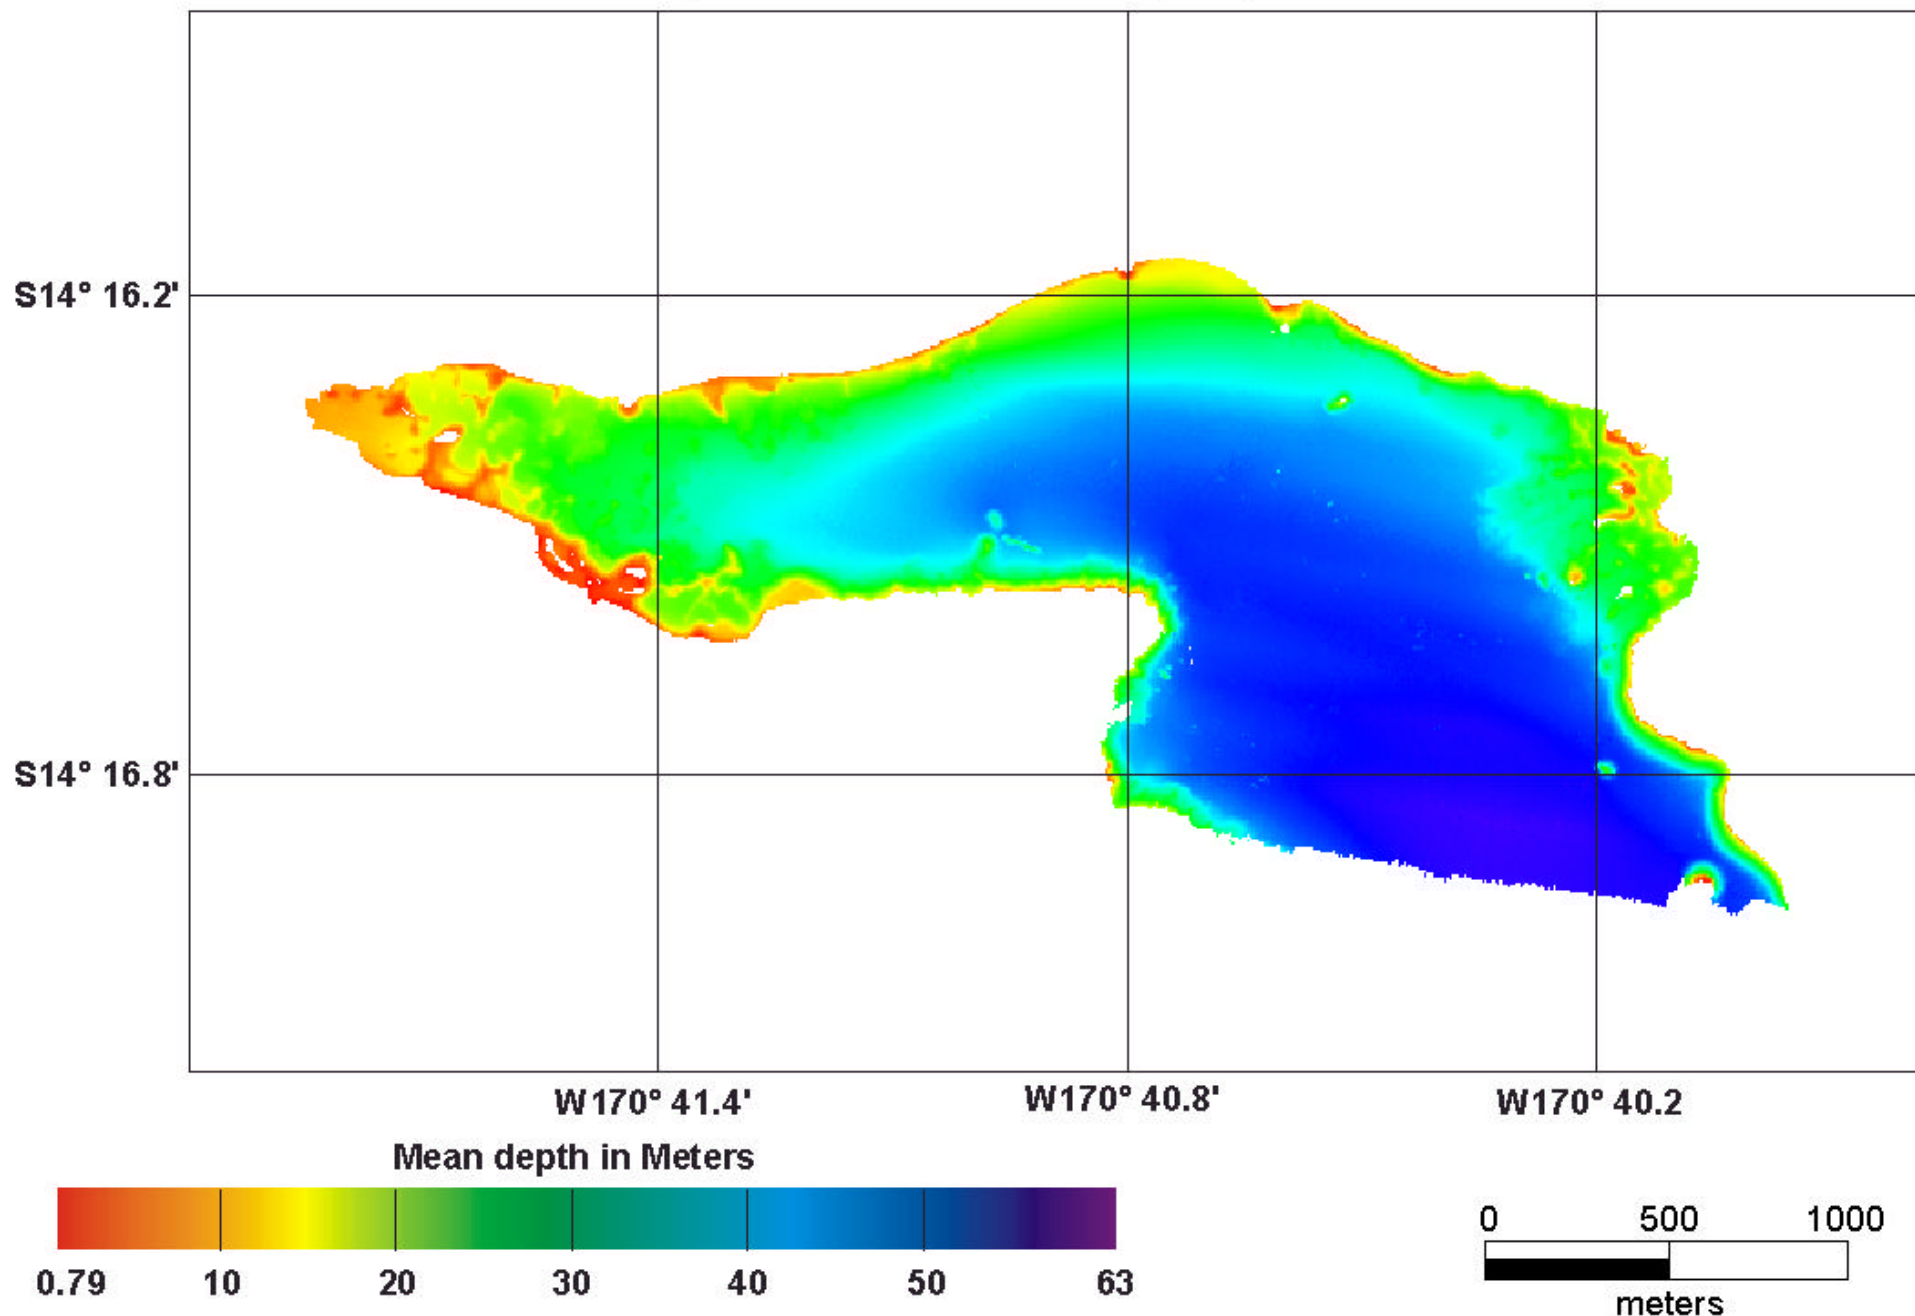 S14° 16.2'
S14° 16.8'
W170° 41.4'
W170° 40.8'
W170° 40.2
Mean depth in Meters
0.79 10 20 30 40 50 63
0 500 1000
meters